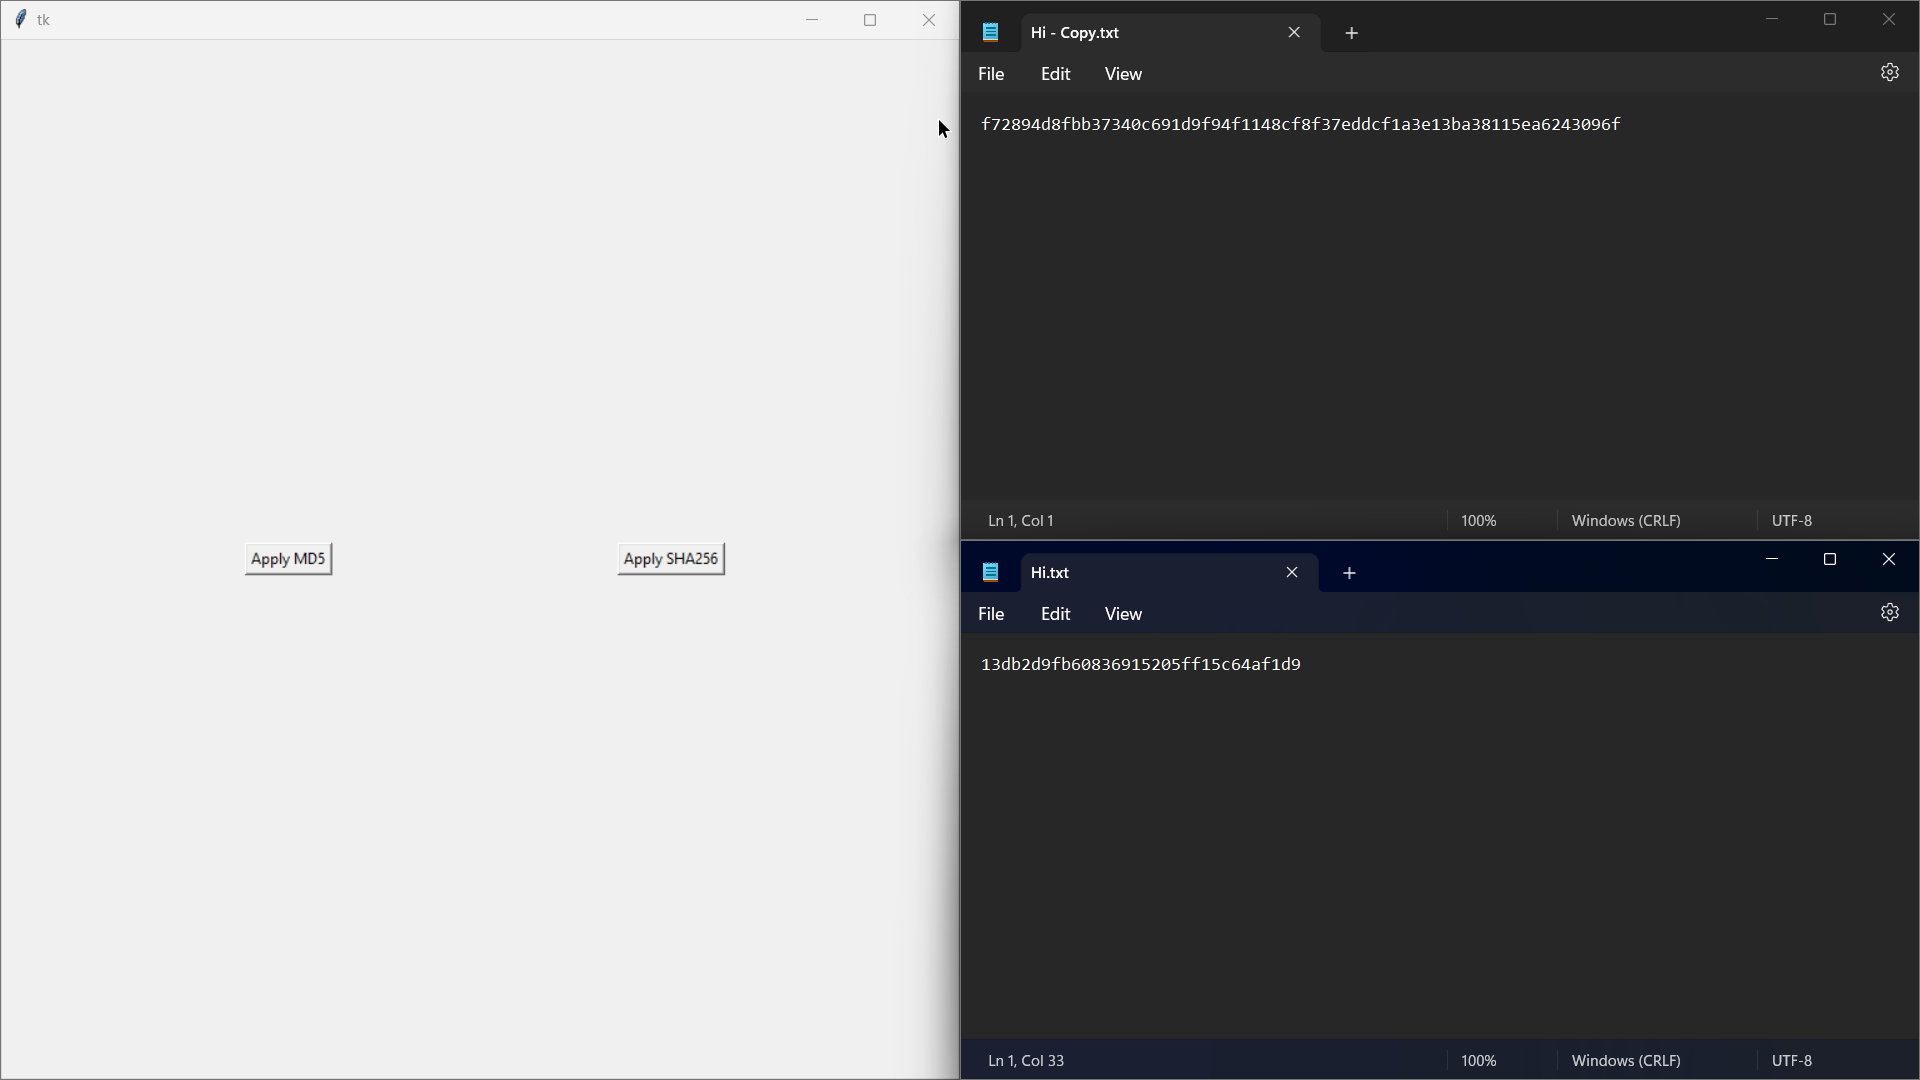 tk
Apply MD5
Apply SHA256
Hi - Copy.txt
File Edit View
f72894d8fbb37340c691d9f94f1148cf8f37eddcf1a3e13ba38115ea6243096f
Ln 1, Col 1 100% Windows (CRLF) UTF-8
Hi.txt
File Edit View
13db2d9fb60836915205ff15c64af1d9
Ln 1, Col 33 100% Windows (CRLF) UTF-8